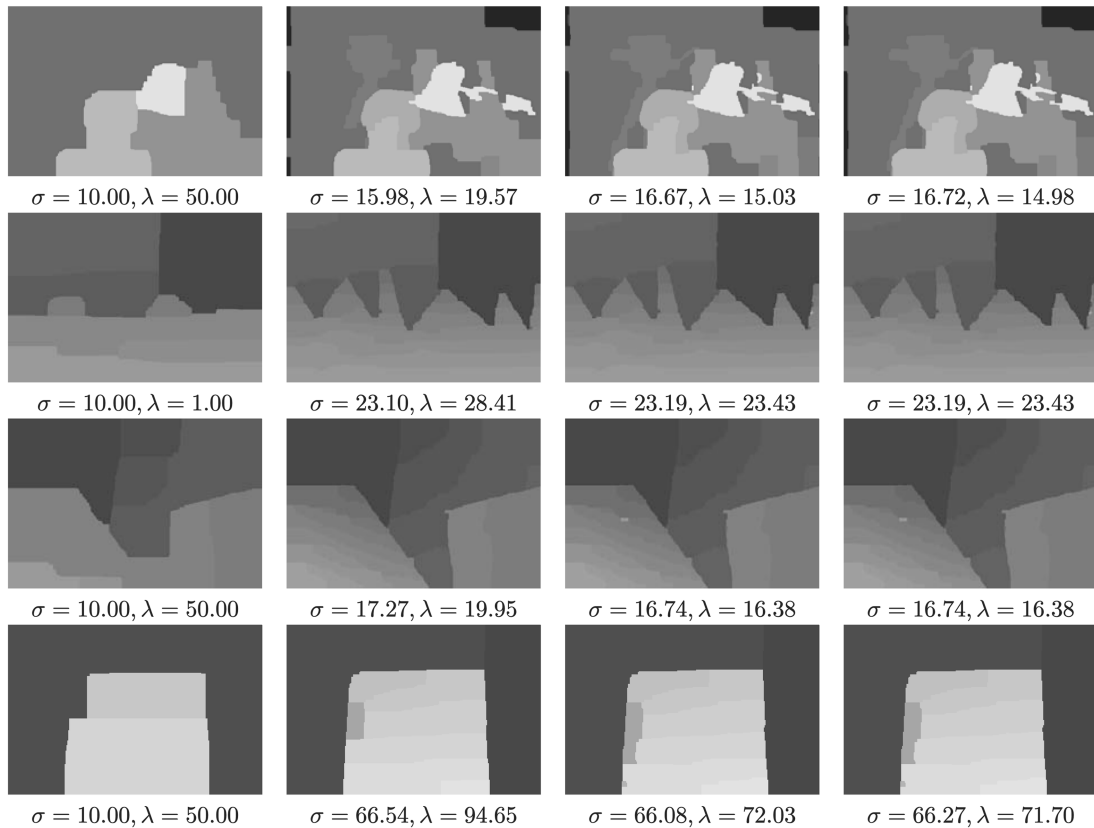 σ = 10.00, λ = 50.00
σ = 15.98, λ = 19.57
σ = 16.67, λ = 15.03
σ = 16.72, λ = 14.98
σ = 10.00, λ = 1.00
σ = 23.10, λ = 28.41
σ = 23.19, λ = 23.43
σ = 23.19, λ = 23.43
σ = 10.00, λ = 50.00
σ = 17.27, λ = 19.95
σ = 16.74, λ = 16.38
σ = 16.74, λ = 16.38
σ = 10.00, λ = 50.00
σ = 66.54, λ = 94.65
σ = 66.08, λ = 72.03
σ = 66.27, λ = 71.70